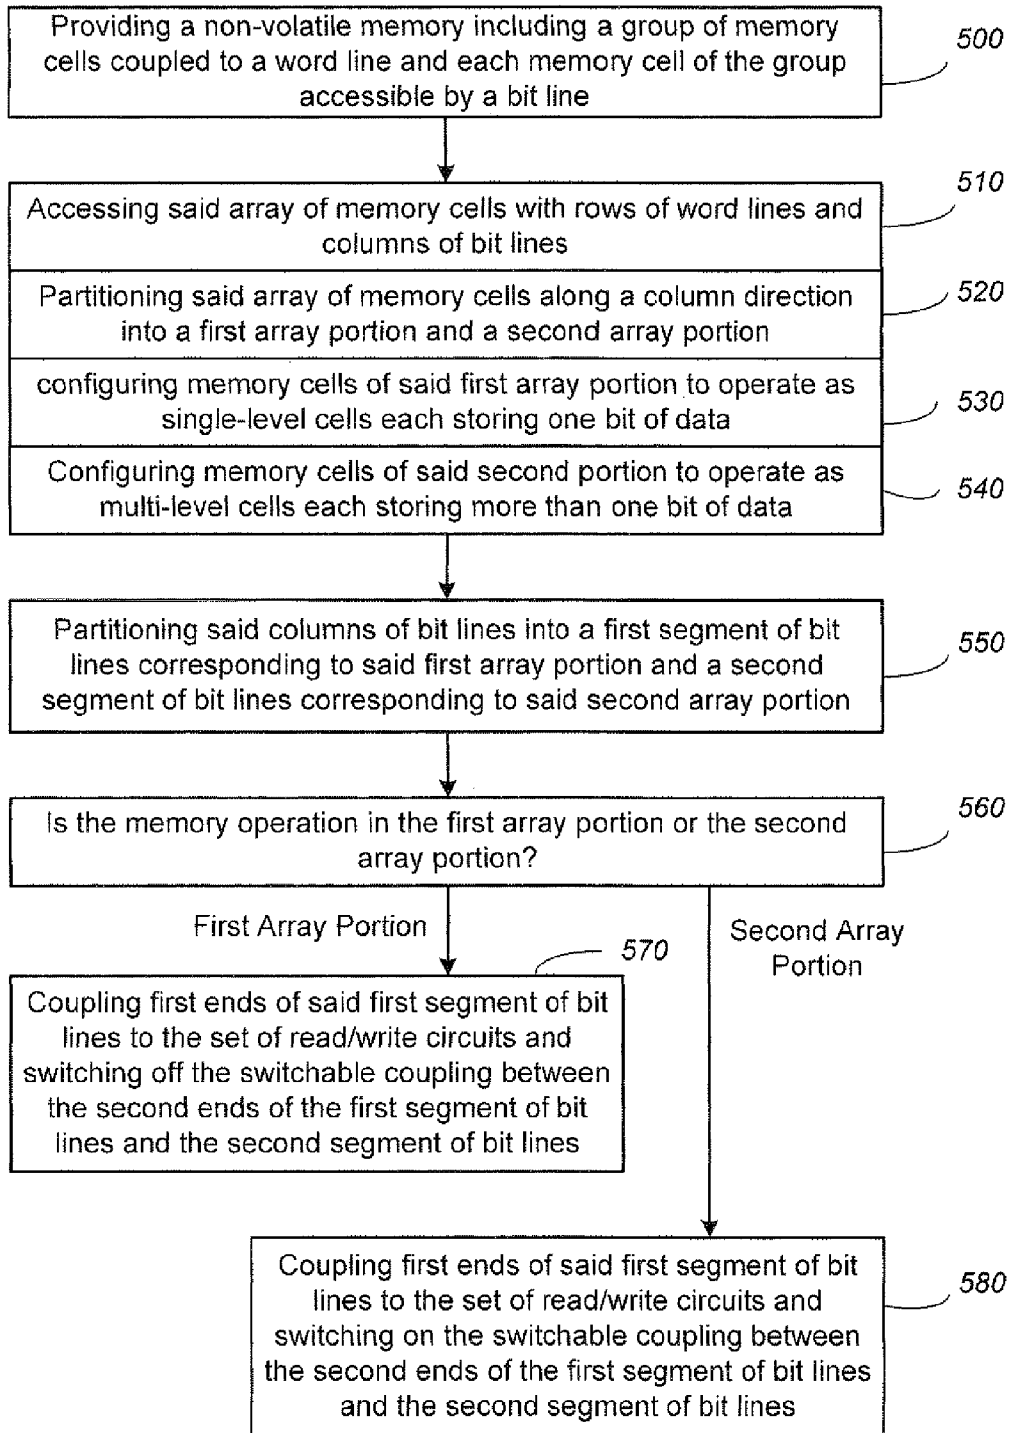 Providing a non-volatile memory including a group of memory
cells coupled to a word line and each memory cell of the group
accessible by a bit line
500
Accessing said array of memory cells with rows of word lines and
columns of bit lines
510
Partitioning said array of memory cells along a column direction
into a first array portion and a second array portion
520
configuring memory cells of said first array portion to operate as
single-level cells each storing one bit of data
530
Configuring memory cells of said second portion to operate as
multi-level cells each storing more than one bit of data
540
Partitioning said columns of bit lines into a first segment of bit
lines corresponding to said first array portion and a second
segment of bit lines corresponding to said second array portion
550
Is the memory operation in the first array portion or the second
array portion?
560
First Array Portion
Second Array
Portion
570
Coupling first ends of said first segment of bit
lines to the set of read/write circuits and
switching off the switchable coupling between
the second ends of the first segment of bit
lines and the second segment of bit lines
Coupling first ends of said first segment of bit
lines to the set of read/write circuits and
switching on the switchable coupling between
the second ends of the first segment of bit lines
and the second segment of bit lines
580